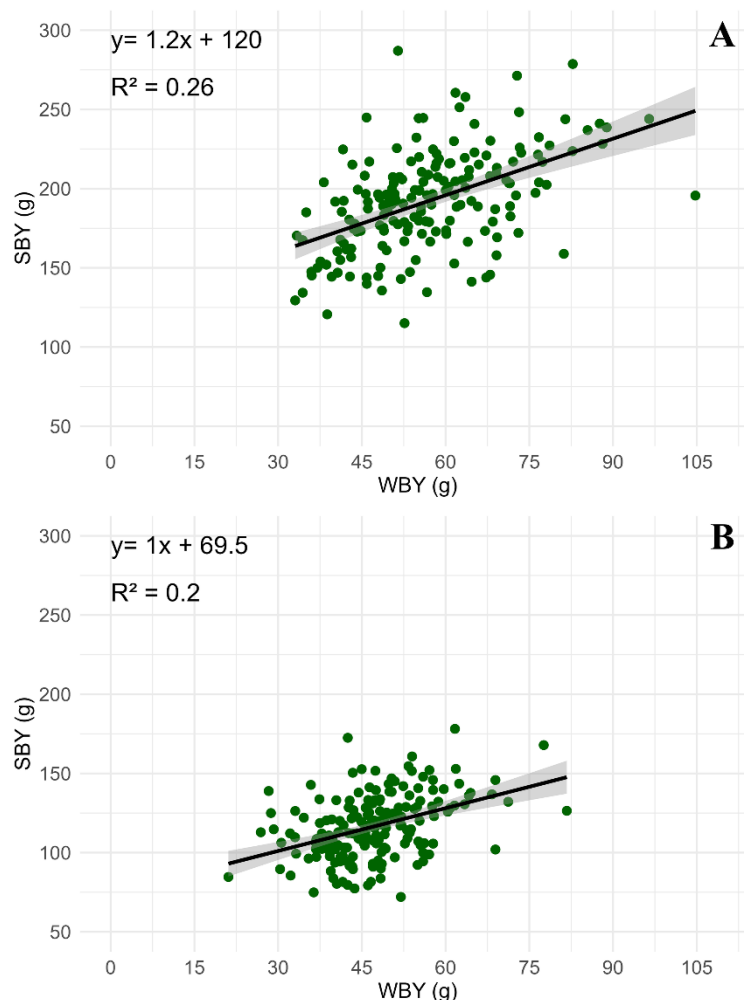 A
y= 1.2x + 120
R² = 0.26
300
250
200
150
100
50
SBY (g)
0 15 30 45 60 75 90 105
WBY (g)
B
y= 1x + 69.5
R² = 0.2
300
250
200
150
100
50
SBY (g)
0 15 30 45 60 75 90 105
WBY (g)